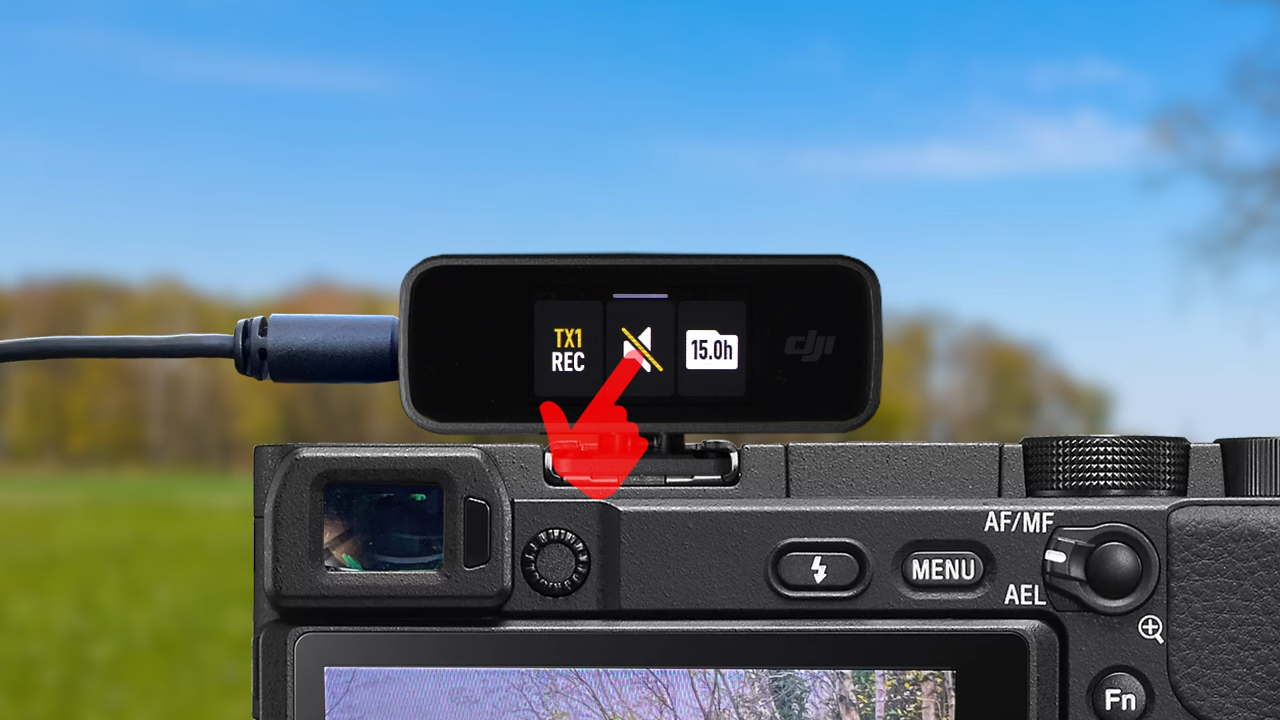 TX1
REC
15.0h
dji
AF/MF
MENU
AEL
Fn